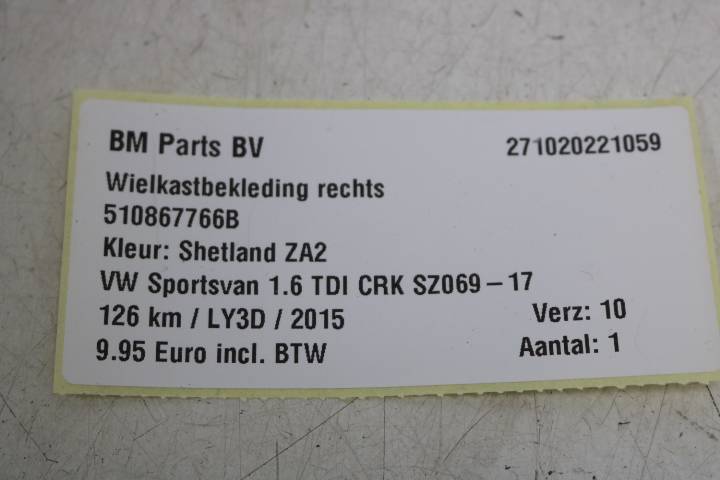 BM Parts BV 271020221059
Wielkastbekleding rechts
510867766B
Kleur: Shetland ZA2
VW Sportsvan 1.6 TDI CRK SZ069-17
126 km / LY3D / 2015 Verz: 10
9.95 Euro incl. BTW Aantal: 1